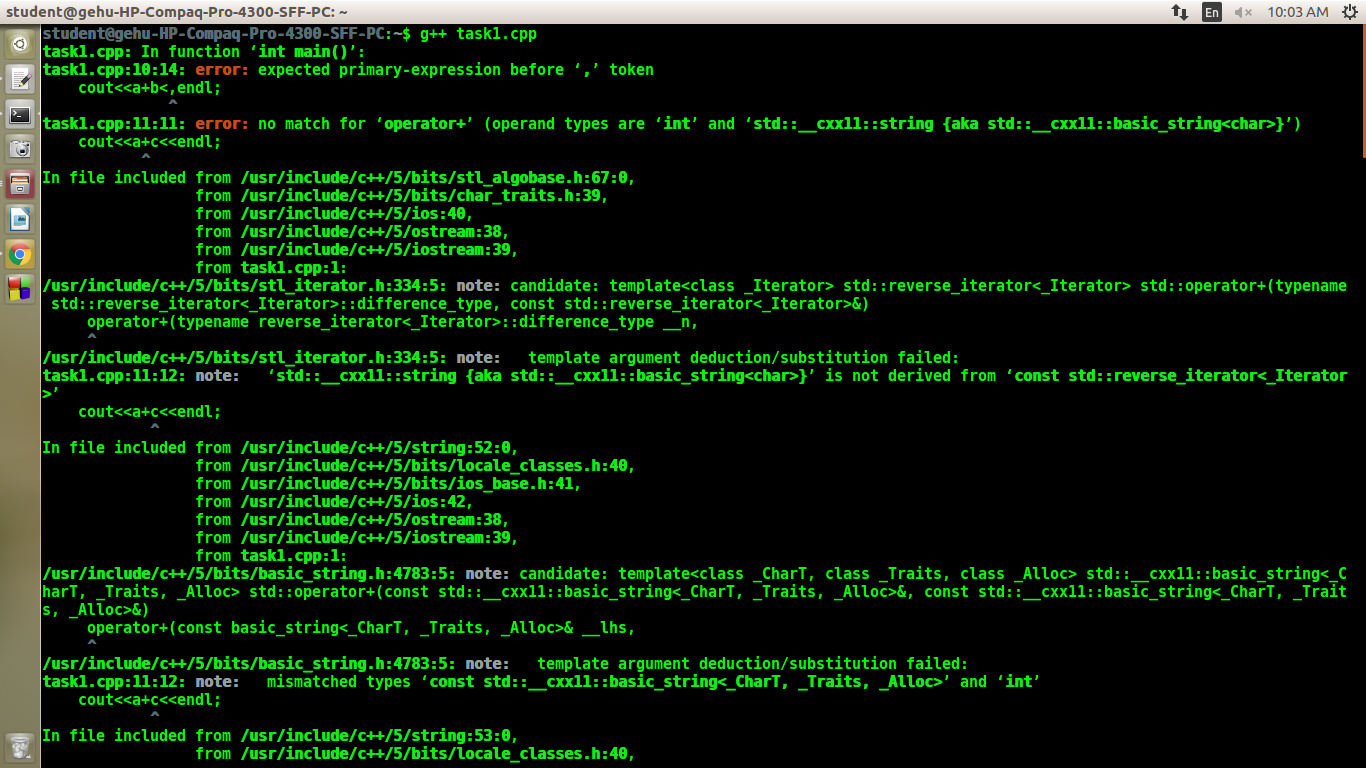 student@gehu-HP-Compaq-Pro-4300-SFF-PC: ~
En
10:03 AM
student@gehu-HP-Compaq-Pro-4300-SFF-PC:~$ g++ task1.cpp
task1.cpp: In function ‘int main()’:
task1.cpp:10:14: error: expected primary-expression before ‘,’ token
    cout<<a+b<,endl;
              ^
task1.cpp:11:11: error: no match for ‘operator+’ (operand types are ‘int’ and ‘std::__cxx11::string {aka std::__cxx11::basic_string<char>}’)
    cout<<a+c<<endl;
           ^
In file included from /usr/include/c++/5/bits/stl_algobase.h:67:0,
                 from /usr/include/c++/5/bits/char_traits.h:39,
                 from /usr/include/c++/5/ios:40,
                 from /usr/include/c++/5/ostream:38,
                 from /usr/include/c++/5/iostream:39,
                 from task1.cpp:1:
/usr/include/c++/5/bits/stl_iterator.h:334:5: note: candidate: template<class _Iterator> std::reverse_iterator<_Iterator> std::operator+(typename
 std::reverse_iterator<_Iterator>::difference_type, const std::reverse_iterator<_Iterator>&)
     operator+(typename reverse_iterator<_Iterator>::difference_type __n,
     ^
/usr/include/c++/5/bits/stl_iterator.h:334:5: note:   template argument deduction/substitution failed:
task1.cpp:11:12: note:   ‘std::__cxx11::string {aka std::__cxx11::basic_string<char>}’ is not derived from ‘const std::reverse_iterator<_Iterator
>’
    cout<<a+c<<endl;
            ^
In file included from /usr/include/c++/5/string:52:0,
                 from /usr/include/c++/5/bits/locale_classes.h:40,
                 from /usr/include/c++/5/bits/ios_base.h:41,
                 from /usr/include/c++/5/ios:42,
                 from /usr/include/c++/5/ostream:38,
                 from /usr/include/c++/5/iostream:39,
                 from task1.cpp:1:
/usr/include/c++/5/bits/basic_string.h:4783:5: note: candidate: template<class _CharT, class _Traits, class _Alloc> std::__cxx11::basic_string<_C
harT, _Traits, _Alloc> std::operator+(const std::__cxx11::basic_string<_CharT, _Traits, _Alloc>&, const std::__cxx11::basic_string<_CharT, _Trait
s, _Alloc>&)
     operator+(const basic_string<_CharT, _Traits, _Alloc>& __lhs,
     ^
/usr/include/c++/5/bits/basic_string.h:4783:5: note:   template argument deduction/substitution failed:
task1.cpp:11:12: note:   mismatched types ‘const std::__cxx11::basic_string<_CharT, _Traits, _Alloc>’ and ‘int’
    cout<<a+c<<endl;
            ^
In file included from /usr/include/c++/5/string:53:0,
                 from /usr/include/c++/5/bits/locale_classes.h:40,